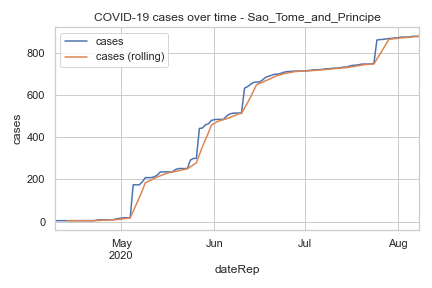 COVID-19 cases over time - Sao_Tome_and_Principe
cases
cases (rolling)
800
600
400
200
0
cases
May
2020
Jun
Jul
Aug
dateRep